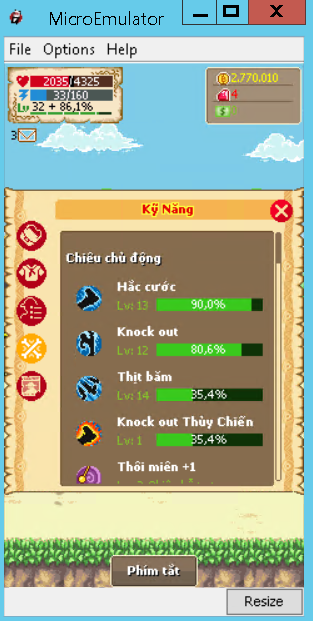 MicroEmulator
File Options Help
2035/4325
33/160
Lv 32 + 86,1%
3
2.770.010
4
$
Kỹ Năng
Chiêu chủ động
Hắc cước
Lv: 13 90,0%
Knock out
Lv: 12 80,6%
Thịt băm
Lv: 14 35,4%
Knock out Thủy Chiến
Lv: 1 35,4%
Thôi miên +1
Phím tắt
Resize